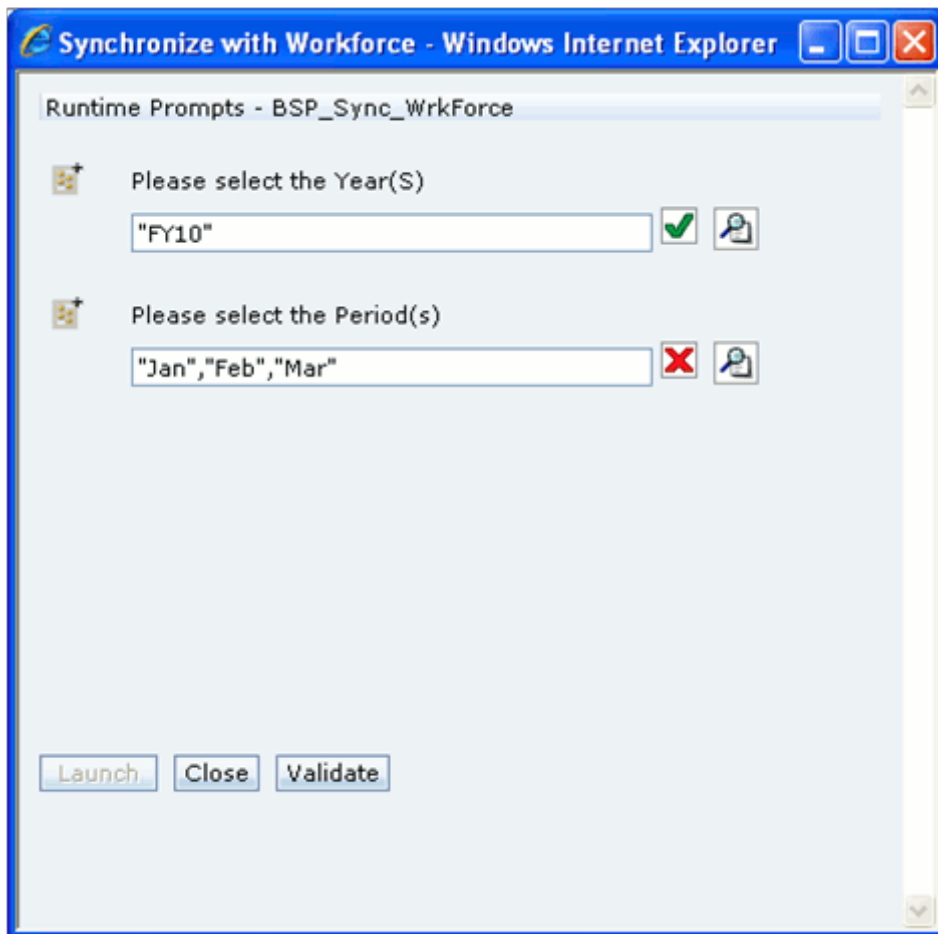 Synchronize with Workforce - Windows Internet Explorer
Runtime Prompts - BSP_Sync_WrkForce
Please select the Year(S)
"FY10"
Please select the Period(s)
"Jan","Feb","Mar"
Launch Close Validate